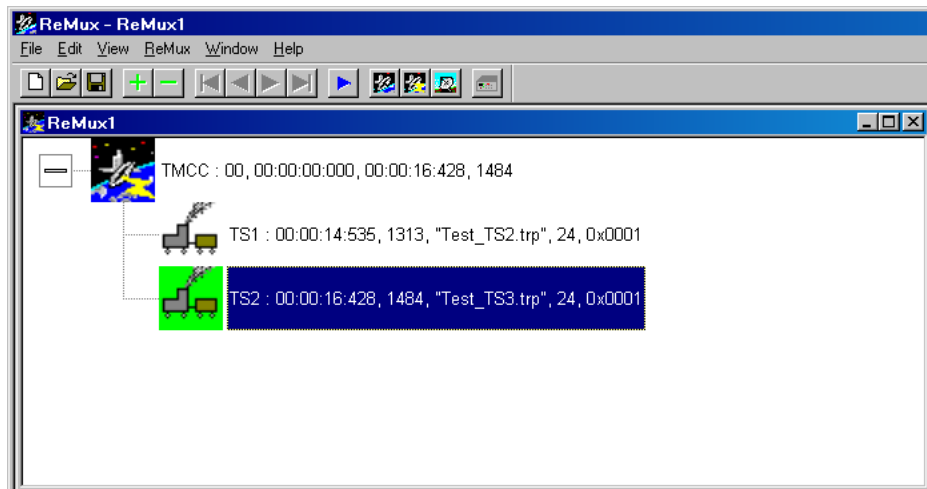 ReMux - ReMux1
File Edit View ReMux Window Help
ReMux1
TMCC : 00, 00:00:00:000, 00:00:16:428, 1484
TS1 : 00:00:14:535, 1313, "Test_TS2.trp", 24, 0x0001
TS2 : 00:00:16:428, 1484, "Test_TS3.trp", 24, 0x0001